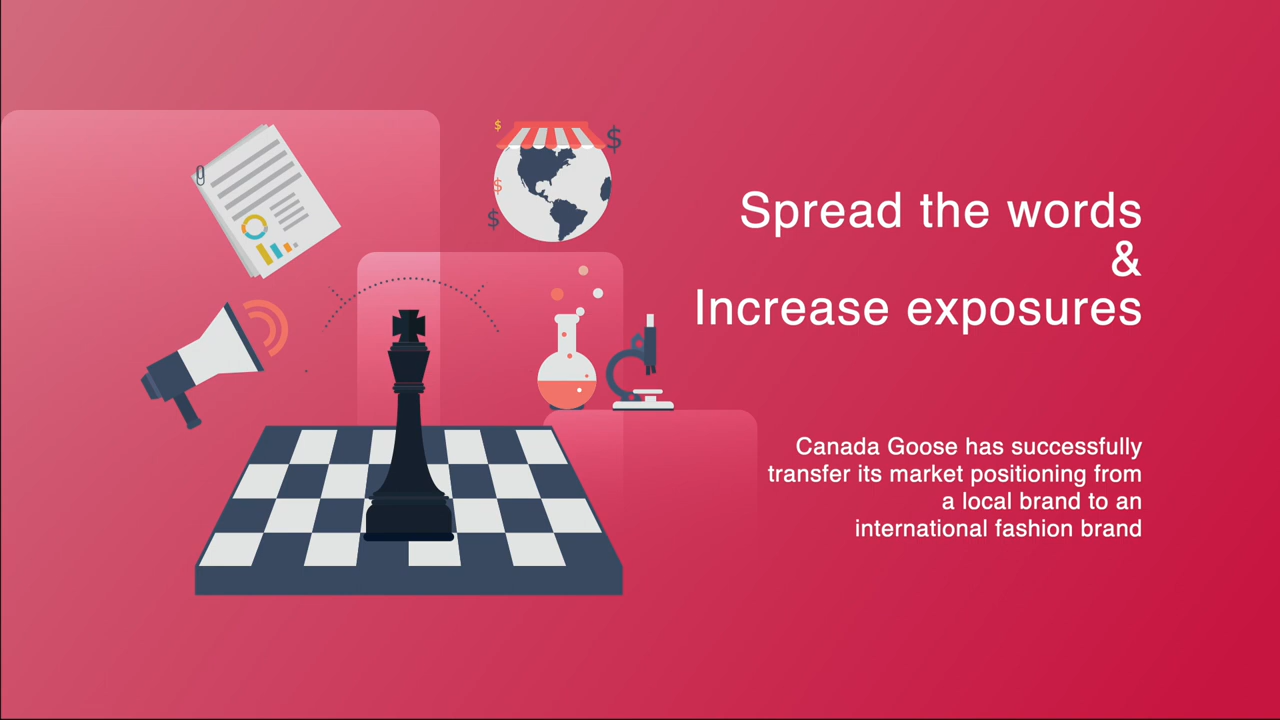 $
$
$
$
Spread the words
&
Increase exposures
Canada Goose has successfully
transfer its market positioning from
a local brand to an
international fashion brand